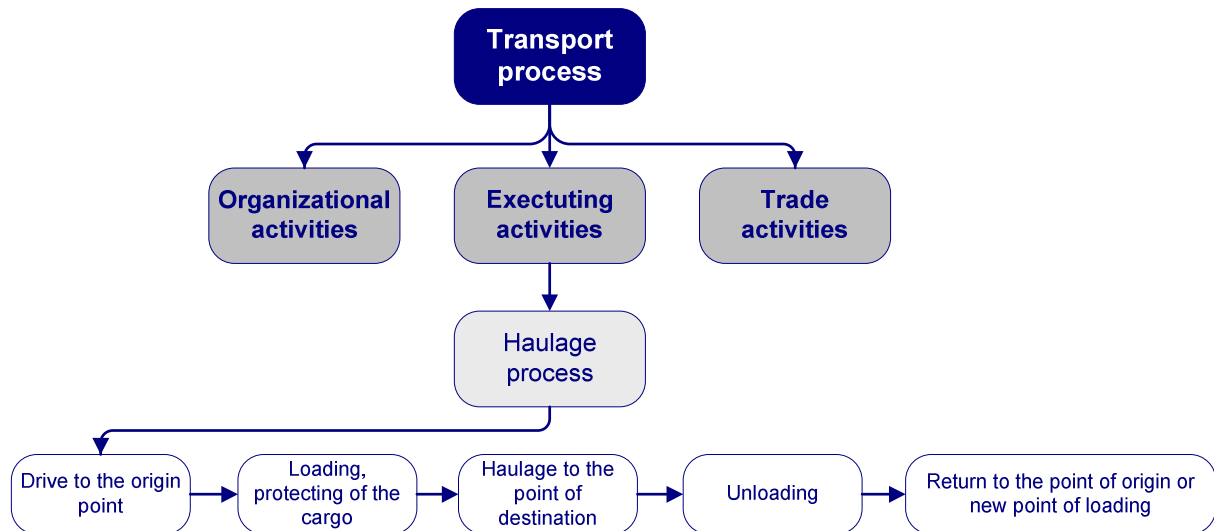 Transport
process
Organizational
activities
Exectuting
activities
Trade
activities
Haulage
process
Drive to the origin
point
Loading,
protecting of the
cargo
Haulage to the
point of
destination
Unloading
Return to the point of origin or
new point of loading